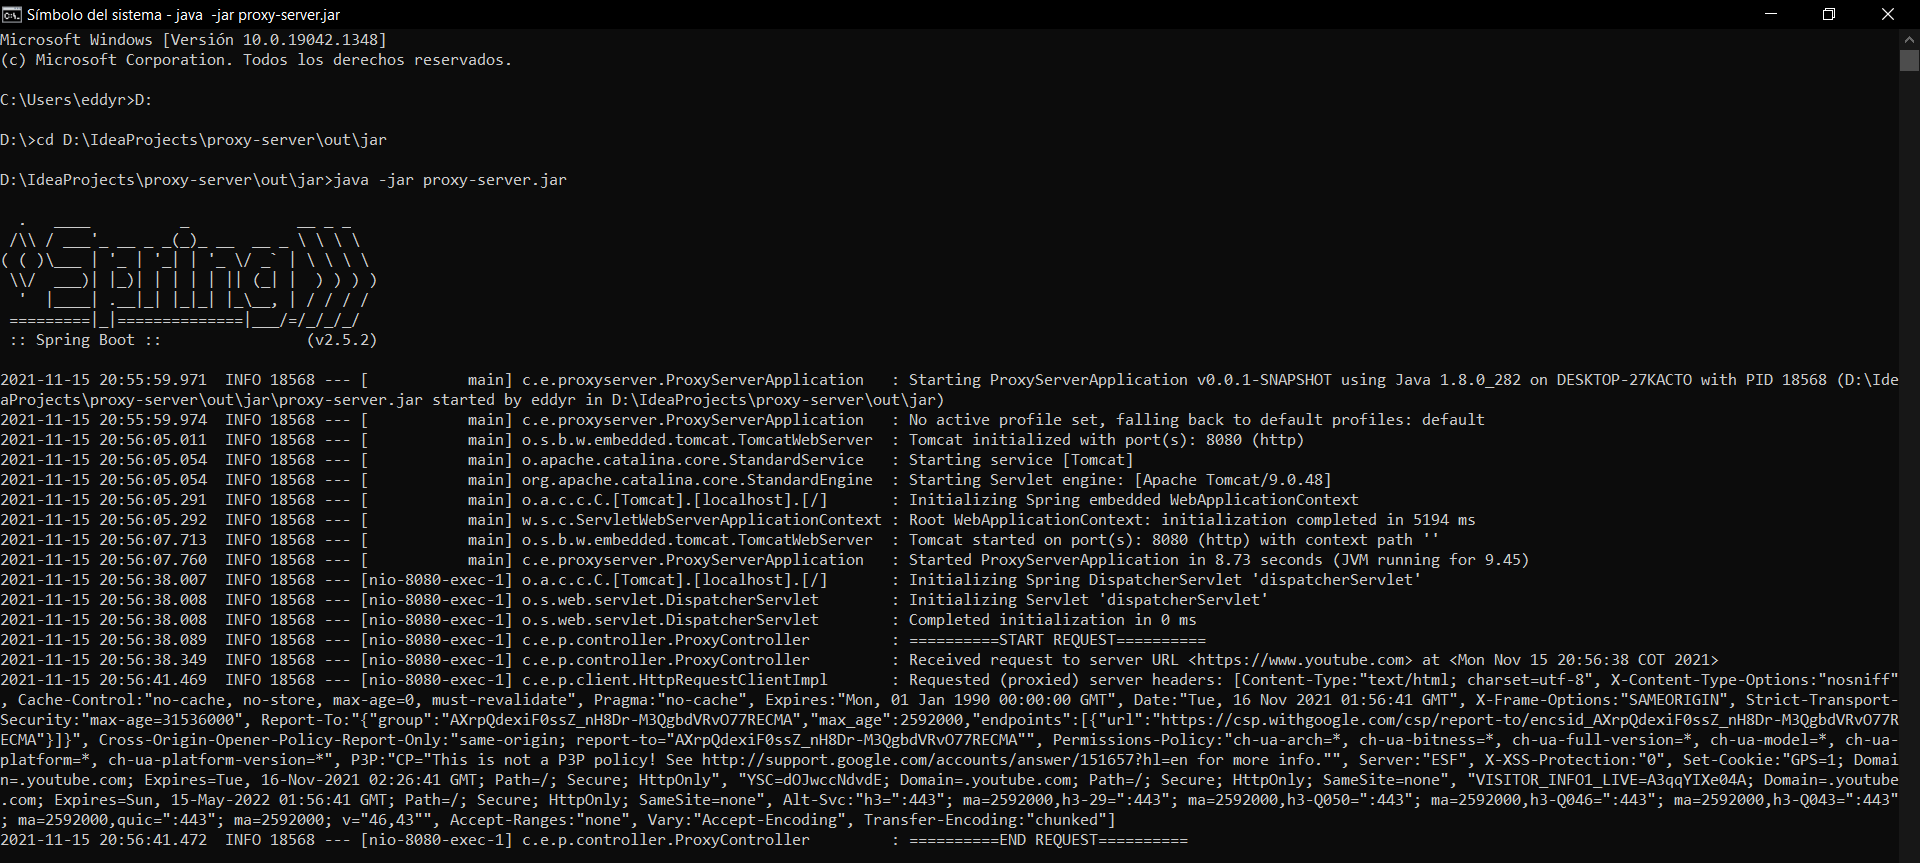 Símbolo del sistema - java  -jar proxy-server.jar
Microsoft Windows [Versión 10.0.19042.1348]
(c) Microsoft Corporation. Todos los derechos reservados.
C:\Users\eddyr>D:
D:\>cd D:\IdeaProjects\proxy-server\out\jar
D:\IdeaProjects\proxy-server\out\jar>java -jar proxy-server.jar
  .   ____          _            __ _ _
 /\\ / ___'_ __ _ _(_)_ __  __ _ \ \ \ \
( ( )\___ | '_ | '_| | '_ \/ _` | \ \ \ \
 \\/  ___)| |_)| | | | | || (_| |  ) ) ) )
  '  |____| .__|_| |_|_| |_\__, | / / / /
 =========|_|==============|___/=/_/_/_/
 :: Spring Boot ::                (v2.5.2)
2021-11-15 20:55:59.971  INFO 18568 --- [           main] c.e.proxyserver.ProxyServerApplication   : Starting ProxyServerApplication v0.0.1-SNAPSHOT using Java 1.8.0_282 on DESKTOP-27KACTO with PID 18568 (D:\Ide
aProjects\proxy-server\out\jar\proxy-server.jar started by eddyr in D:\IdeaProjects\proxy-server\out\jar)
2021-11-15 20:55:59.974  INFO 18568 --- [           main] c.e.proxyserver.ProxyServerApplication   : No active profile set, falling back to default profiles: default
2021-11-15 20:56:05.011  INFO 18568 --- [           main] o.s.b.w.embedded.tomcat.TomcatWebServer  : Tomcat initialized with port(s): 8080 (http)
2021-11-15 20:56:05.054  INFO 18568 --- [           main] o.apache.catalina.core.StandardService   : Starting service [Tomcat]
2021-11-15 20:56:05.054  INFO 18568 --- [           main] org.apache.catalina.core.StandardEngine  : Starting Servlet engine: [Apache Tomcat/9.0.48]
2021-11-15 20:56:05.291  INFO 18568 --- [           main] o.a.c.c.C.[Tomcat].[localhost].[/]       : Initializing Spring embedded WebApplicationContext
2021-11-15 20:56:05.292  INFO 18568 --- [           main] w.s.c.ServletWebServerApplicationContext : Root WebApplicationContext: initialization completed in 5194 ms
2021-11-15 20:56:07.713  INFO 18568 --- [           main] o.s.b.w.embedded.tomcat.TomcatWebServer  : Tomcat started on port(s): 8080 (http) with context path ''
2021-11-15 20:56:07.760  INFO 18568 --- [           main] c.e.proxyserver.ProxyServerApplication   : Started ProxyServerApplication in 8.73 seconds (JVM running for 9.45)
2021-11-15 20:56:38.007  INFO 18568 --- [nio-8080-exec-1] o.a.c.c.C.[Tomcat].[localhost].[/]       : Initializing Spring DispatcherServlet 'dispatcherServlet'
2021-11-15 20:56:38.008  INFO 18568 --- [nio-8080-exec-1] o.s.web.servlet.DispatcherServlet        : Initializing Servlet 'dispatcherServlet'
2021-11-15 20:56:38.008  INFO 18568 --- [nio-8080-exec-1] o.s.web.servlet.DispatcherServlet        : Completed initialization in 0 ms
2021-11-15 20:56:38.089  INFO 18568 --- [nio-8080-exec-1] c.e.p.controller.ProxyController         : ==========START REQUEST==========
2021-11-15 20:56:38.349  INFO 18568 --- [nio-8080-exec-1] c.e.p.controller.ProxyController         : Received request to server URL <https://www.youtube.com> at <Mon Nov 15 20:56:38 COT 2021>
2021-11-15 20:56:41.469  INFO 18568 --- [nio-8080-exec-1] c.e.p.client.HttpRequestClientImpl       : Requested (proxied) server headers: [Content-Type:"text/html; charset=utf-8", X-Content-Type-Options:"nosniff"
, Cache-Control:"no-cache, no-store, max-age=0, must-revalidate", Pragma:"no-cache", Expires:"Mon, 01 Jan 1990 00:00:00 GMT", Date:"Tue, 16 Nov 2021 01:56:41 GMT", X-Frame-Options:"SAMEORIGIN", Strict-Transport-
Security:"max-age=31536000", Report-To:"{"group":"AXrpQdexiF0ssZ_nH8Dr-M3QgbdVRvO77RECMA","max_age":2592000,"endpoints":[{"url":"https://csp.withgoogle.com/csp/report-to/encsid_AXrpQdexiF0ssZ_nH8Dr-M3QgbdVRvO77R
ECMA"}]}", Cross-Origin-Opener-Policy-Report-Only:"same-origin; report-to="AXrpQdexiF0ssZ_nH8Dr-M3QgbdVRvO77RECMA"", Permissions-Policy:"ch-ua-arch=*, ch-ua-bitness=*, ch-ua-full-version=*, ch-ua-model=*, ch-ua-
platform=*, ch-ua-platform-version=*", P3P:"CP="This is not a P3P policy! See http://support.google.com/accounts/answer/151657?hl=en for more info."", Server:"ESF", X-XSS-Protection:"0", Set-Cookie:"GPS=1; Domai
n=.youtube.com; Expires=Tue, 16-Nov-2021 02:26:41 GMT; Path=/; Secure; HttpOnly", "YSC=dOJwccNdvdE; Domain=.youtube.com; Path=/; Secure; HttpOnly; SameSite=none", "VISITOR_INFO1_LIVE=A3qqYIXe04A; Domain=.youtube
.com; Expires=Sun, 15-May-2022 01:56:41 GMT; Path=/; Secure; HttpOnly; SameSite=none", Alt-Svc:"h3=":443"; ma=2592000,h3-29=":443"; ma=2592000,h3-Q050=":443"; ma=2592000,h3-Q046=":443"; ma=2592000,h3-Q043=":443"
; ma=2592000,quic=":443"; ma=2592000; v="46,43"", Accept-Ranges:"none", Vary:"Accept-Encoding", Transfer-Encoding:"chunked"]
2021-11-15 20:56:41.472  INFO 18568 --- [nio-8080-exec-1] c.e.p.controller.ProxyController         : ==========END REQUEST==========